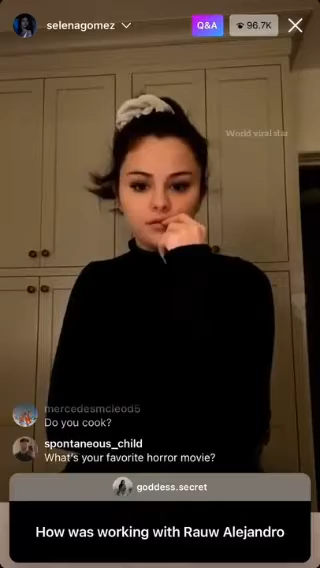 selenagomez
Q&A
96.7K
World viral star
mercedesmcleod5
Do you cook?
spontaneous_child
What's your favorite horror movie?
goddess.secret
How was working with Rauw Alejandro